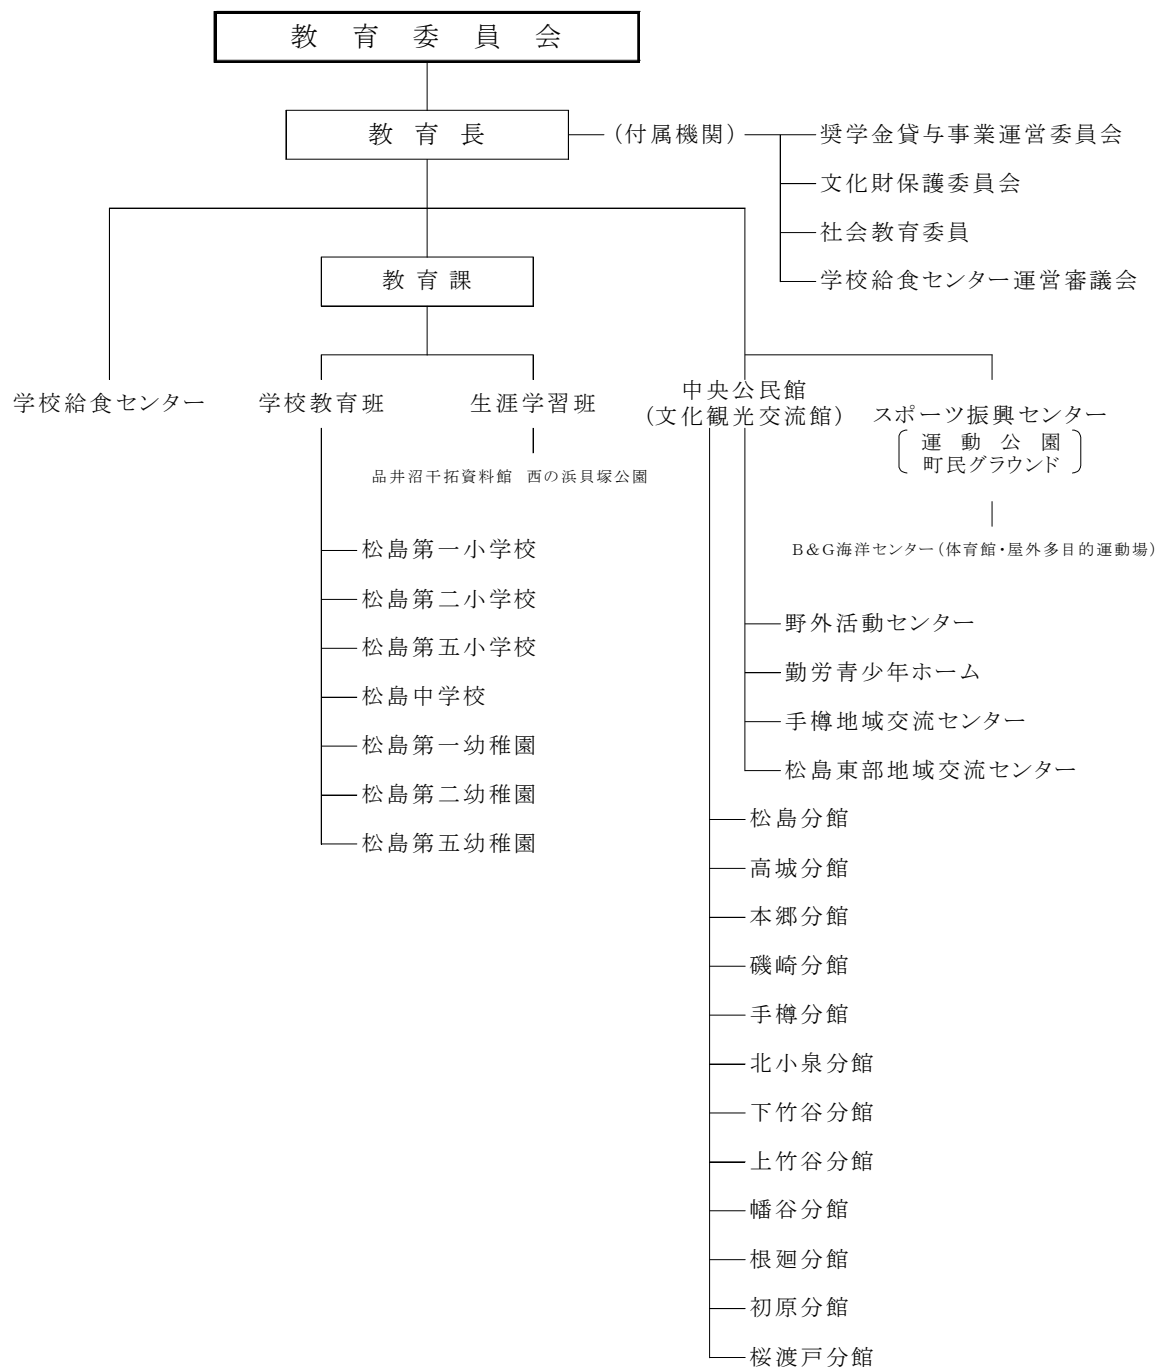 教育委員会
教育長
(付属機関)
奨学金貸与事業運営委員会
文化財保護委員会
社会教育委員
学校給食センター運営審議会
教育課
学校給食センター
学校教育班
生涯学習班
中央公民館
(文化観光交流館)
スポーツ振興センター
運動公園
町民グラウンド
品井沼干拓資料館 西の浜貝塚公園
B&G海洋センター(体育館・屋外多目的運動場)
松島第一小学校
松島第二小学校
松島第五小学校
松島中学校
松島第一幼稚園
松島第二幼稚園
松島第五幼稚園
野外活動センター
勤労青少年ホーム
手樽地域交流センター
松島東部地域交流センター
松島分館
高城分館
本郷分館
磯崎分館
手樽分館
北小泉分館
下竹谷分館
上竹谷分館
幡谷分館
根廻分館
初原分館
桜渡戸分館